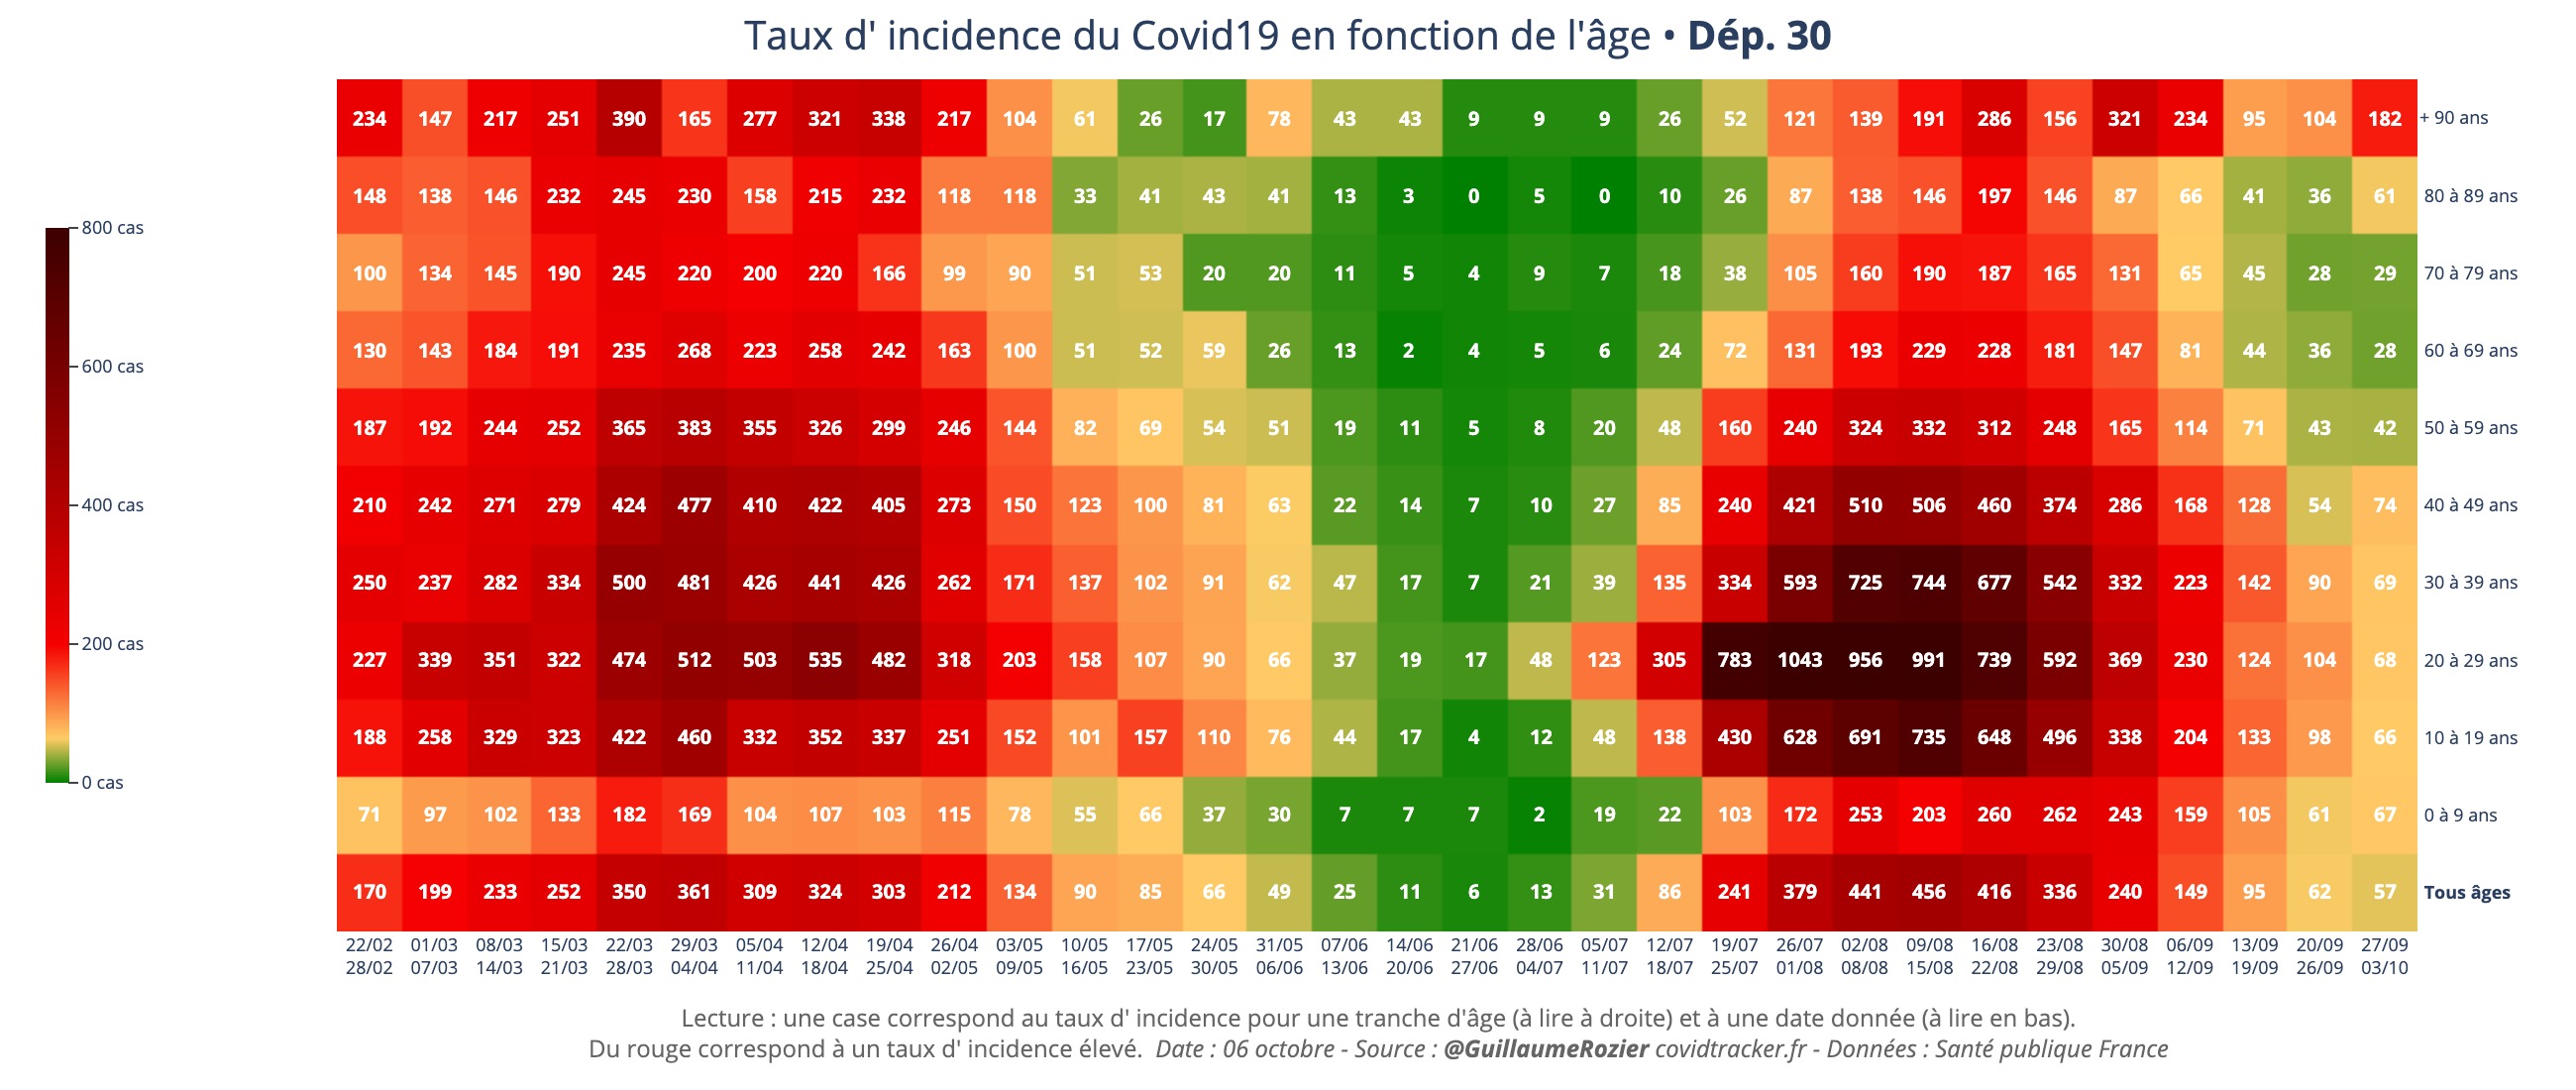 Taux d' incidence du Covid19 en fonction de l'âge • Dép. 30
800 cas
600 cas
400 cas
200 cas
0 cas
234 147 217 251 390 165 277 321 338 217 104 61 26 17 78 43 43 9 9 9 26 52 121 139 191 286 156 321 234 95 104 182 + 90 ans
148 138 146 232 245 230 158 215 232 118 118 33 41 43 41 13 3 0 5 0 10 26 87 138 146 197 146 87 66 41 36 61 80 à 89 ans
100 134 145 190 245 220 200 220 166 99 90 51 53 20 20 11 5 4 9 7 18 38 105 160 190 187 165 131 65 45 28 29 70 à 79 ans
130 143 184 191 235 268 223 258 242 163 100 51 52 59 26 13 2 4 5 6 24 72 131 193 229 228 181 147 81 44 36 28 60 à 69 ans
187 192 244 252 365 383 355 326 299 246 144 82 69 54 51 19 11 5 8 20 48 160 240 324 332 312 248 165 114 71 43 42 50 à 59 ans
210 242 271 279 424 477 410 422 405 273 150 123 100 81 63 22 14 7 10 27 85 240 421 510 506 460 374 286 168 128 54 74 40 à 49 ans
250 237 282 334 500 481 426 441 426 262 171 137 102 91 62 47 17 7 21 39 135 334 593 725 744 677 542 332 223 142 90 69 30 à 39 ans
227 339 351 322 474 512 503 535 482 318 203 158 107 90 66 37 19 17 48 123 305 783 1043 956 991 739 592 369 230 124 104 68 20 à 29 ans
188 258 329 323 422 460 332 352 337 251 152 101 157 110 76 44 17 4 12 48 138 430 628 691 735 648 496 338 204 133 98 66 10 à 19 ans
71 97 102 133 182 169 104 107 103 115 78 55 66 37 30 7 7 7 2 19 22 103 172 253 203 260 262 243 159 105 61 67 0 à 9 ans
170 199 233 252 350 361 309 324 303 212 134 90 85 66 49 25 11 6 13 31 86 241 379 441 456 416 336 240 149 95 62 57 Tous âges
22/02 01/03 08/03 15/03 22/03 29/03 05/04 12/04 19/04 26/04 03/05 10/05 17/05 24/05 31/05 07/06 14/06 21/06 28/06 05/07 12/07 19/07 26/07 02/08 09/08 16/08 23/08 30/08 06/09 13/09 20/09 27/09
28/02 07/03 14/03 21/03 28/03 04/04 11/04 18/04 25/04 02/05 09/05 16/05 23/05 30/05 06/06 13/06 20/06 27/06 04/07 11/07 18/07 25/07 01/08 08/08 15/08 22/08 29/08 05/09 12/09 19/09 26/09 03/10
Lecture : une case correspond au taux d' incidence pour une tranche d'âge (à lire à droite) et à une date donnée (à lire en bas).
Du rouge correspond à un taux d' incidence élevé. Date : 06 octobre - Source : @GuillaumeRozier covidtracker.fr - Données : Santé publique France